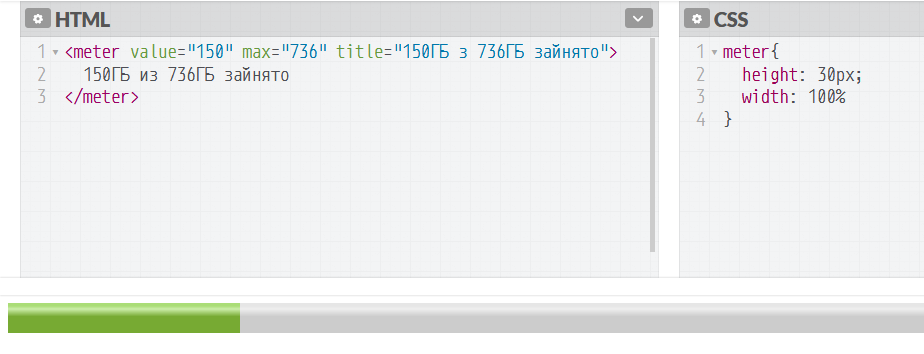 HTML
1 <meter value="150" max="736" title="150ГБ з 736ГБ зайнято">
2 150ГБ из 736ГБ зайнято
3 </meter>
CSS
1 meter{
2 height: 30px;
3 width: 100%
4 }